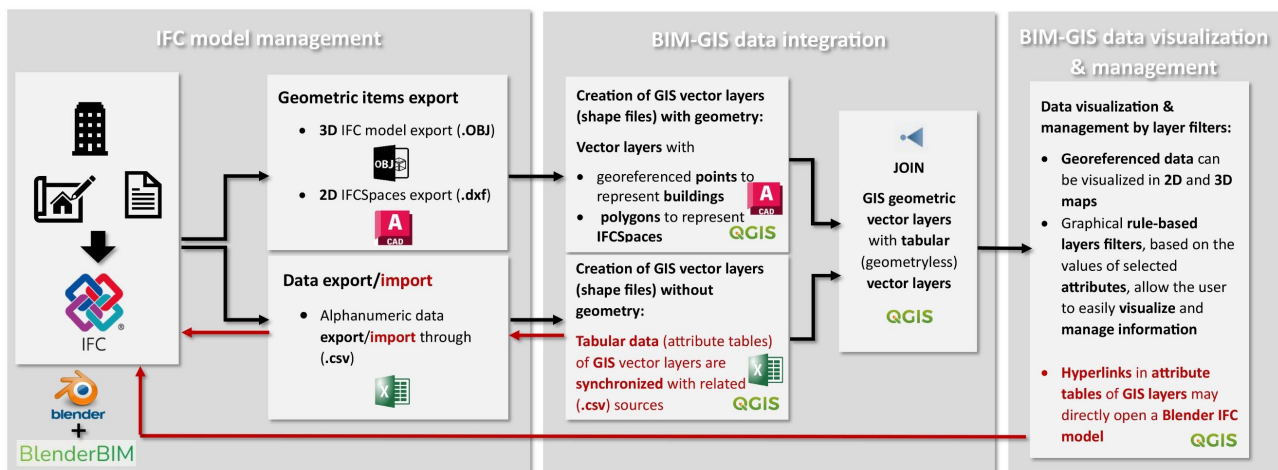 IFC model management
IFC
blender
+
BlenderBIM
Geometric items export
• 3D IFC model export (.OBJ)
OBJ
• 2D IFCSpaces export (.dxf)
A
CAD
Data export/import
• Alphanumeric data
export/import through
(.csv)
X
BIM-GIS data integration
Creation of GIS vector layers
(shape files) with geometry:
Vector layers with
• georeferenced points to
represent buildings
• polygons to represent
IFCSpaces
A
CAD
QGIS
Creation of GIS vector layers
(shape files) without
geometry:
Tabular data (attribute tables)
of GIS vector layers are
synchronized with related
(.csv) sources
X
QGIS
JOIN
GIS geometric
vector layers
with tabular
(geometryless)
vector layers
QGIS
BIM-GIS data visualization
& management
Data visualization &
management by layer filters:
• Georeferenced data can
be visualized in 2D and 3D
maps
• Graphical rule-based
layers filters, based on the
values of selected
attributes, allow the user
to easily visualize and
manage information
• Hyperlinks in attribute
tables of GIS layers may
directly open a Blender IFC
model
QGIS